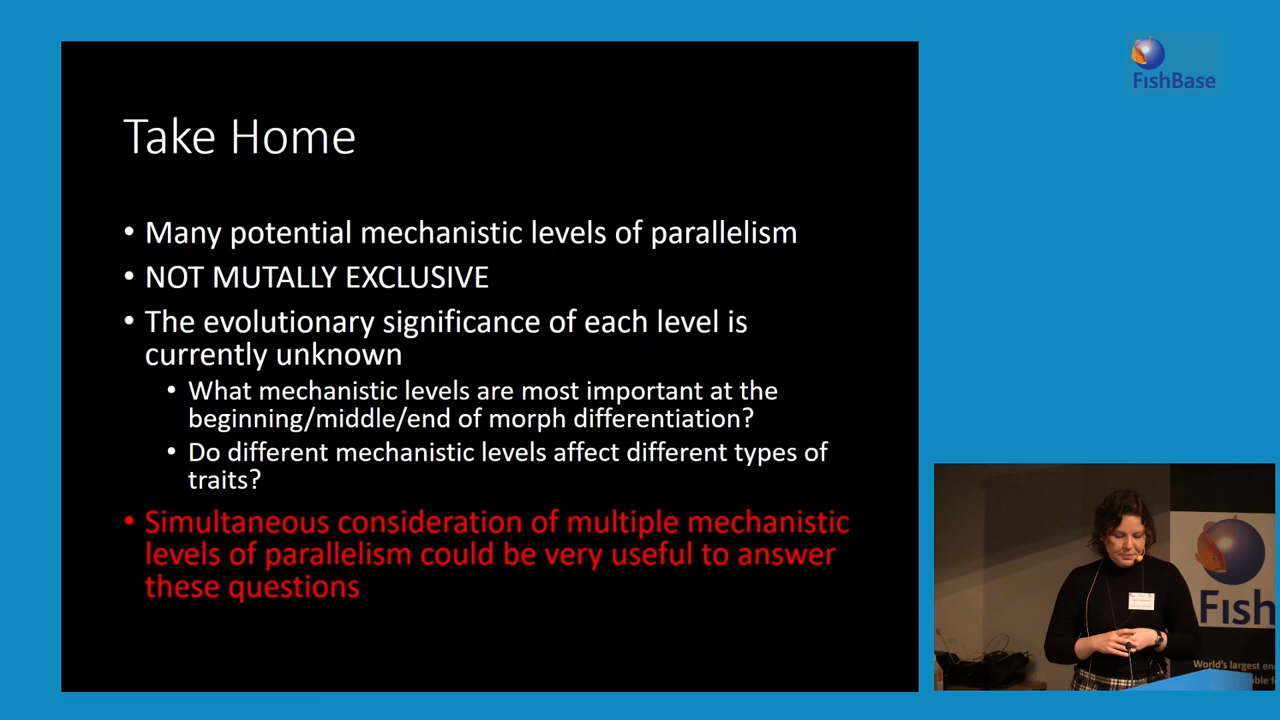 FishBase
Take Home
• Many potential mechanistic levels of parallelism
• NOT MUTALLY EXCLUSIVE
• The evolutionary significance of each level is
currently unknown
• What mechanistic levels are most important at the
beginning/middle/end of morph differentiation?
• Do different mechanistic levels affect different types of
traits?
• Simultaneous consideration of multiple mechanistic
levels of parallelism could be very useful to answer
these questions
Fish
World's largest en